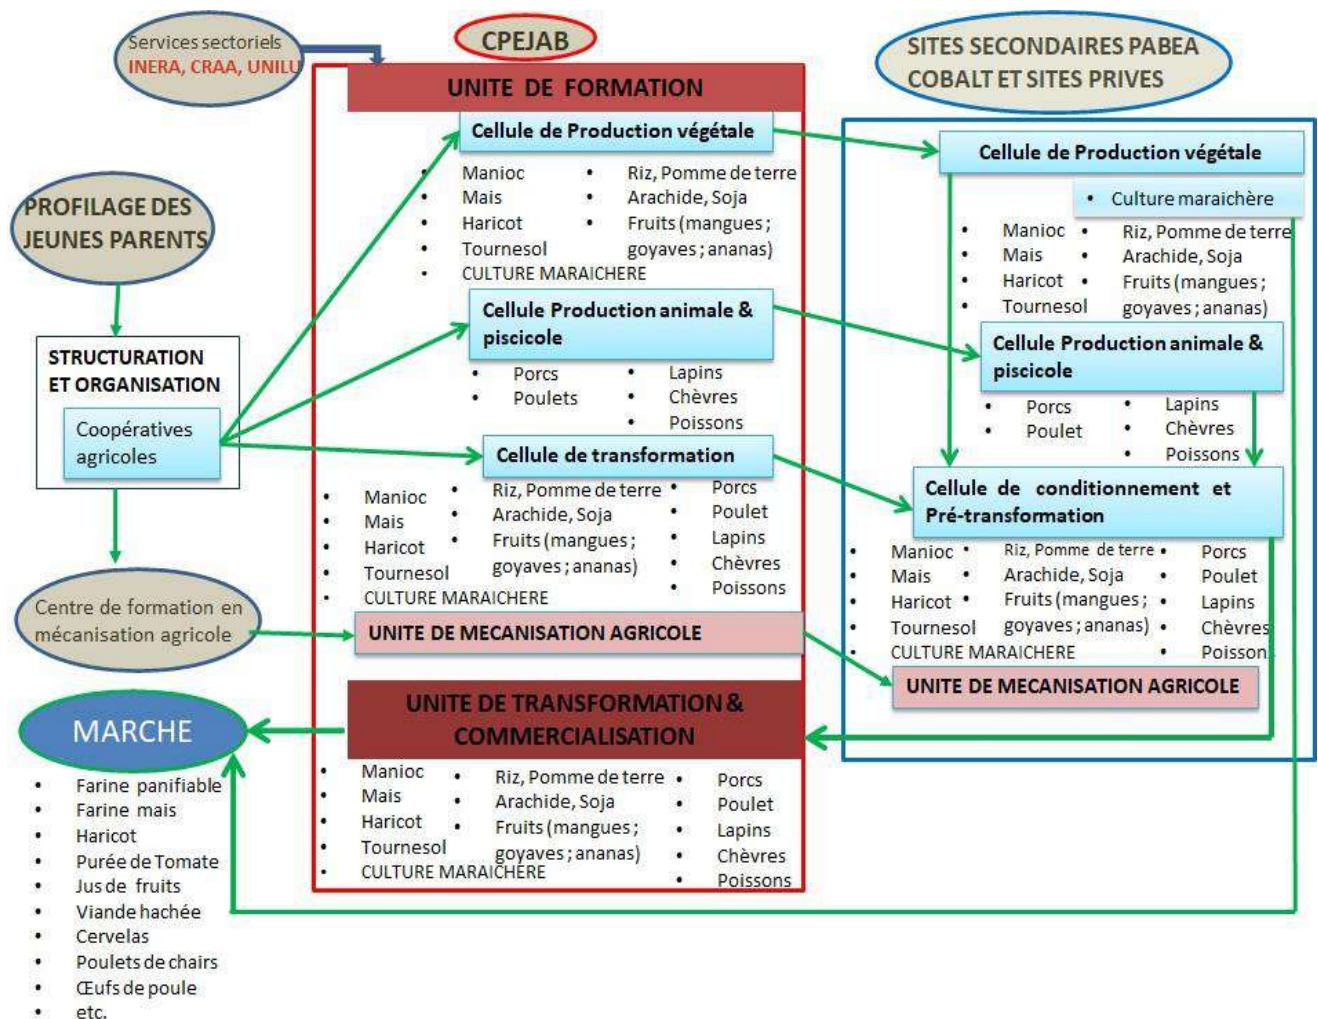 Services sectoriels
INERA, CRAA, UNILU
CPEJAB
SITES SECONDAIRES PABEA
COBALT ET SITES PRIVES
PROFILAGE DES
JEUNES PARENTS
STRUCTURATION
ET ORGANISATION
Coopératives
agricoles
Centre de formation en
mécanisation agricole
UNITE DE FORMATION
Cellule de Production végétale
• Manioc
• Mais
• Haricot
• Tournesol
• CULTURE MARAICHERE
• Riz, Pomme de terre
• Arachide, Soja
• Fruits (mangues ;
goyaves ; ananas)
Cellule Production animale &
piscicole
• Porcs
• Poulets
• Lapins
• Chèvres
• Poissons
Cellule de transformation
• Manioc
• Mais
• Haricot
• Tournesol
• CULTURE MARAICHERE
• Riz, Pomme de terre
• Arachide, Soja
• Fruits (mangues ;
goyaves ; ananas)
• Porcs
• Poulet
• Lapins
• Chèvres
• Poissons
UNITE DE MECANISATION AGRICOLE
UNITE DE TRANSFORMATION &
COMMERCIALISATION
• Manioc
• Mais
• Haricot
• Tournesol
• CULTURE MARAICHERE
• Riz, Pomme de terre
• Arachide, Soja
• Fruits (mangues ;
goyaves ; ananas)
• Porcs
• Poulet
• Lapins
• Chèvres
• Poissons
Cellule de Production végétale
• Culture maraichère
• Manioc
• Mais
• Haricot
• Tournesol
• Riz, Pomme de terre
• Arachide, Soja
• Fruits (mangues ;
goyaves ; ananas)
Cellule Production animale &
piscicole
• Porcs
• Poulet
• Lapins
• Chèvres
• Poissons
Cellule de conditionnement et
Pré-transformation
• Manioc
• Mais
• Haricot
• Tournesol
• CULTURE MARAICHERE
• Riz, Pomme de terre
• Arachide, Soja
• Fruits (mangues ;
goyaves ; ananas)
• Porcs
• Poulet
• Lapins
• Chèvres
• Poissons
UNITE DE MECANISATION AGRICOLE
MARCHE
• Farine panifiable
• Farine mais
• Haricot
• Purée de Tomate
• Jus de fruits
• Viande hachée
• Cervelas
• Poulets de chairs
• Œufs de poule
• etc.